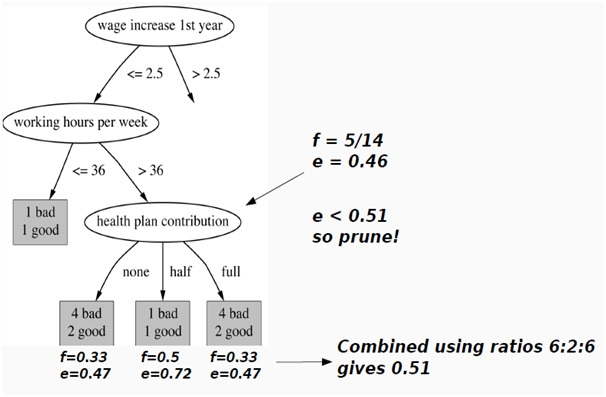 wage increase 1st year
<= 2.5
> 2.5
working hours per week
<= 36
> 36
1 bad
1 good
health plan contribution
none
half
full
4 bad
2 good
1 bad
1 good
4 bad
2 good
f=0.33
e=0.47
f=0.5
e=0.72
f=0.33
e=0.47
f = 5/14
e = 0.46
e < 0.51
so prune!
Combined using ratios 6:2:6
gives 0.51